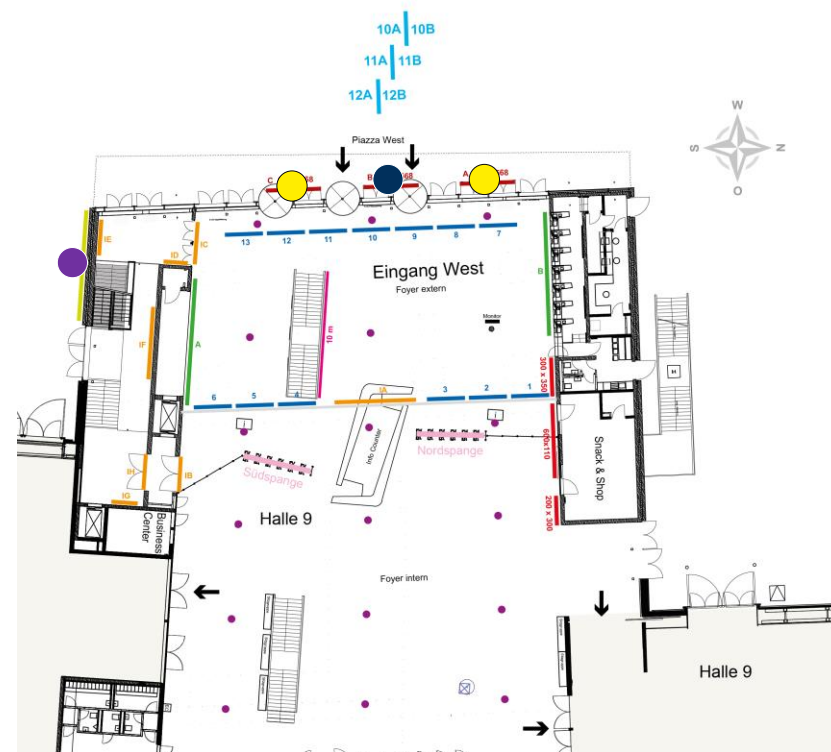 10A 10B
11A 11B
12A 12B
W
S N
O
Piazza West
C 68
B 68
A 68
IE
ID
IC
13 12 11 10 9 8 7
Eingang West
Foyer extern
B
Monitor
IF
A
10 m
300 x 350
6 5 4
IA
3 2 1
600x110
Info Counter
Nordspange
Südspange
Snack & Shop
IH
IB
IG
200 x 300
Business
Center
Halle 9
Foyer intern
Halle 9